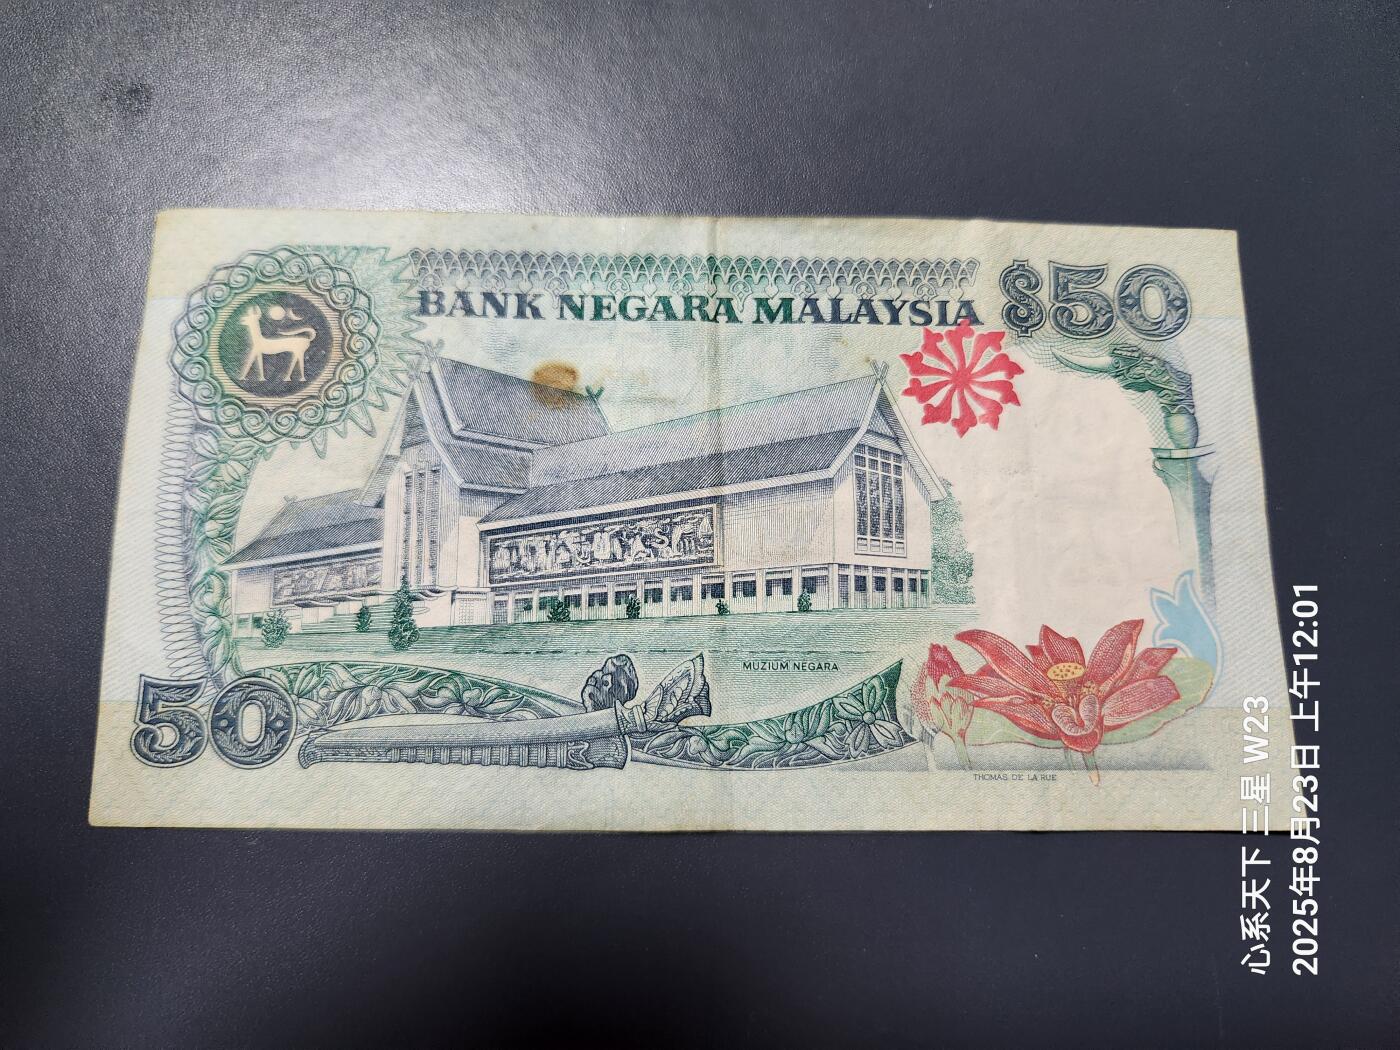 BANK NEGARA MALAYSIA
$50
MUZIUM NEGARA
50
THOMAS DE LA RUE
心系天下 三星 W23
2025年8月23日 上午12:01